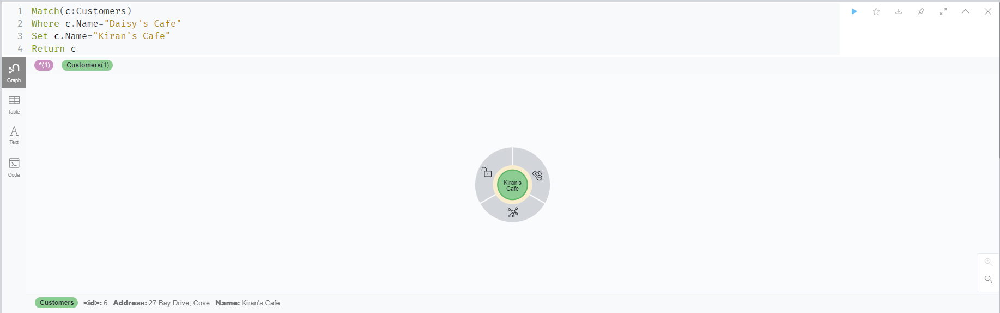 1 Match(c:Customers)
2 Where c.Name="Daisy's Cafe"
3 Set c.Name="Kiran's Cafe"
4 Return c
*(1) Customers(1)
Graph
Table
A
Text
Code
Kiran's
Cafe
Customers <id>: 6 Address: 27 Bay Drive, Cove Name: Kiran's Cafe